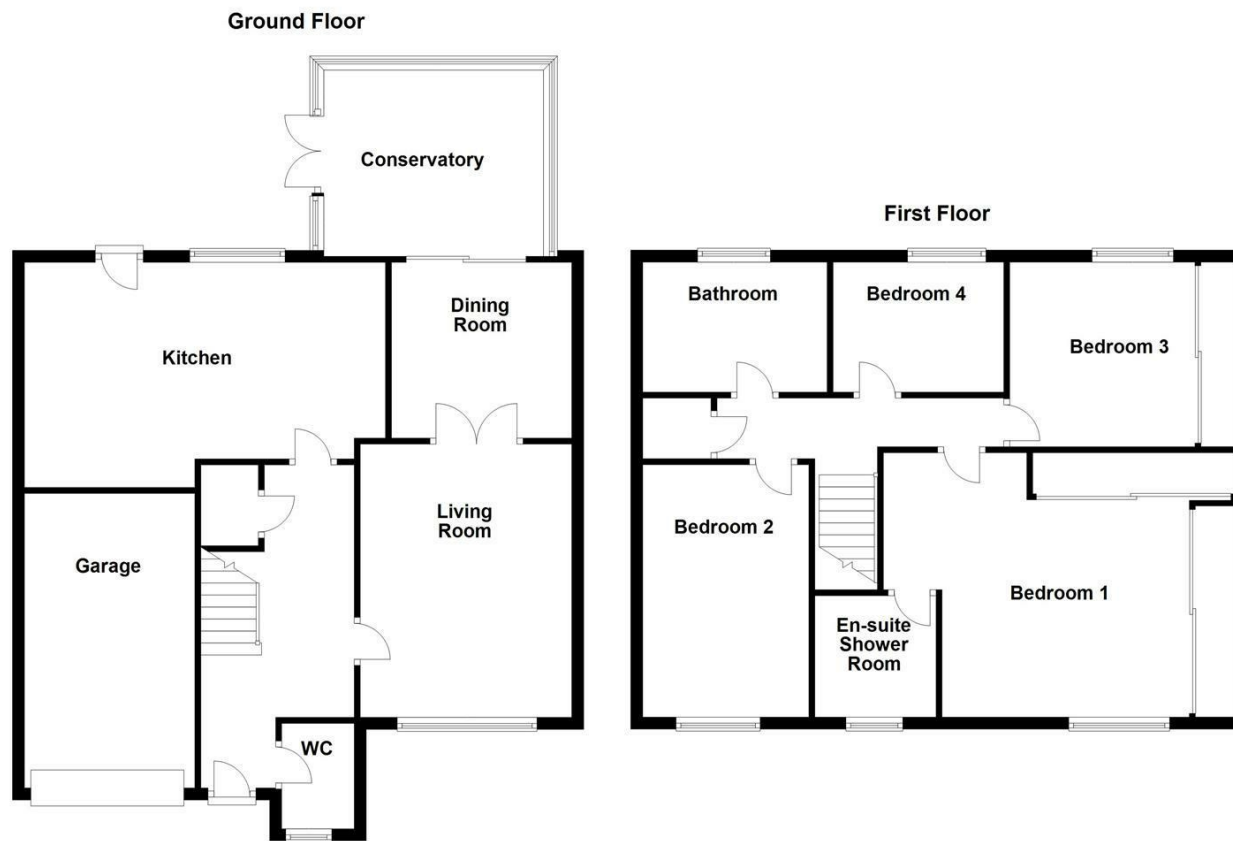 Ground Floor
Conservatory
Dining
Room
Kitchen
Living
Room
Garage
WC
First Floor
Bathroom
Bedroom 4
Bedroom 3
Bedroom 2
Bedroom 1
En-suite
Shower
Room